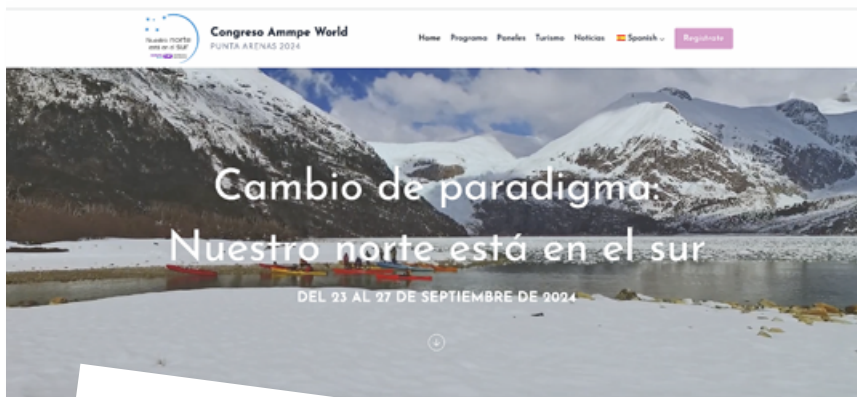 Nuestro norte
está en el sur
Congreso Ammpe World
PUNTA ARENAS 2024
Home Programa Paneles Turismo Noticias Spanish Regístrate
Cambio de paradigma:
Nuestro norte está en el sur
DEL 23 AL 27 DE SEPTIEMBRE DE 2024